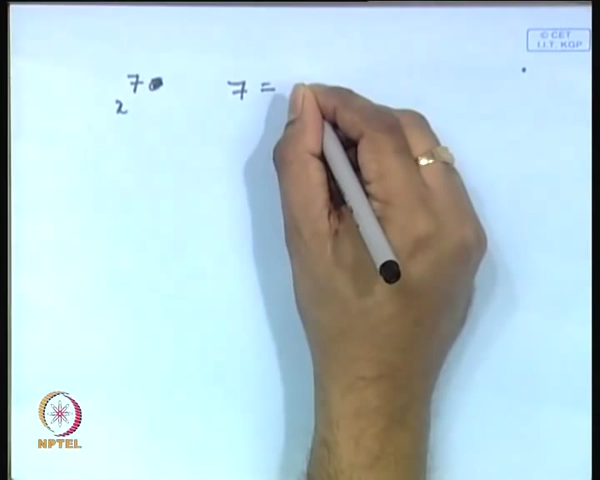 © CET
I.I.T. KGP
7 7 =
2
NPTEL